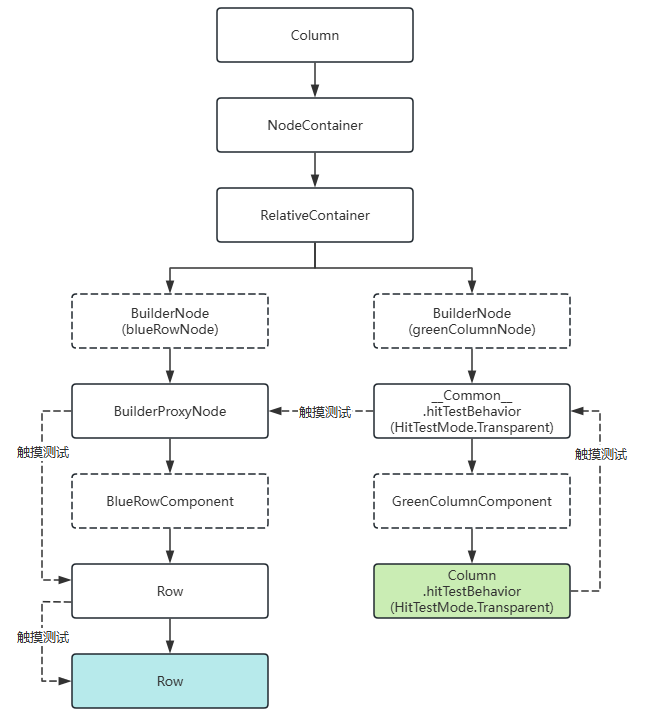 Column
NodeContainer
RelativeContainer
BuilderNode
(blueRowNode)
BuilderNode
(greenColumnNode)
BuilderProxyNode
触摸测试
__Common__
.hitTestBehavior
(HitTestMode.Transparent)
触摸测试
触摸测试
BlueRowComponent
GreenColumnComponent
Row
Column
.hitTestBehavior
(HitTestMode.Transparent)
触摸测试
Row